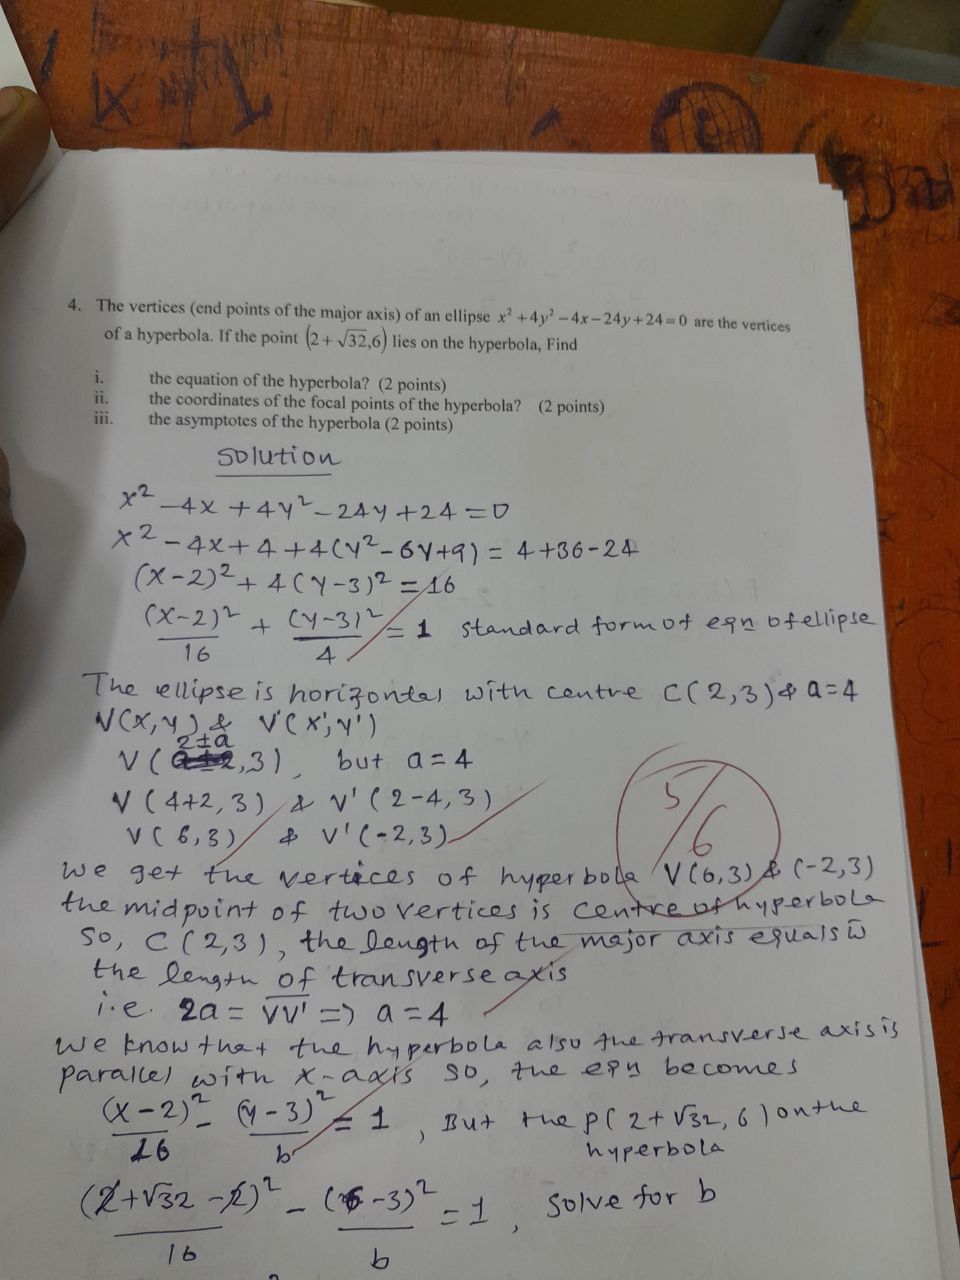 4. The vertices (end points of the major axis) of an ellipse x² + 4y² – 4x – 24y + 24 = 0 are the vertices
of a hyperbola. If the point (2 + √32, 6) lies on the hyperbola, Find
i. the equation of the hyperbola? (2 points)
ii. the coordinates of the focal points of the hyperbola? (2 points)
iii. the asymptotes of the hyperbola (2 points)
Solution
x² – 4x + 4y² – 24y + 24 = 0
x² – 4x + 4 + 4(y² – 6y + 9) = 4 + 36 – 24
(x – 2)² + 4(y – 3)² = 16
(x – 2)²/16 + (y – 3)²/4 = 1 standard form of eqn of ellipse
The ellipse is horizontal with centre C(2,3) & a = 4
V(x,y) & V'(x',y')
V(2±a,3), but a = 4
V(4+2,3) & V'(2-4,3)
V(6,3) & V'(-2,3)
5/6
we get the vertices of hyperbola V(6,3) & (-2,3)
the midpoint of two vertices is centre of hyperbola
so, C(2,3), the length of the major axis equals w
the length of transverse axis
i.e. 2a = VV' => a = 4
we know that the hyperbola also the transverse axis is
parallel with x-axis so, the eqn becomes
(x – 2)²/16 – (y – 3)²/b = 1, But the p(2+√32, 6) on the
hyperbola
(2+√32 – 2)²/16 – (6 – 3)²/b = 1, solve for b